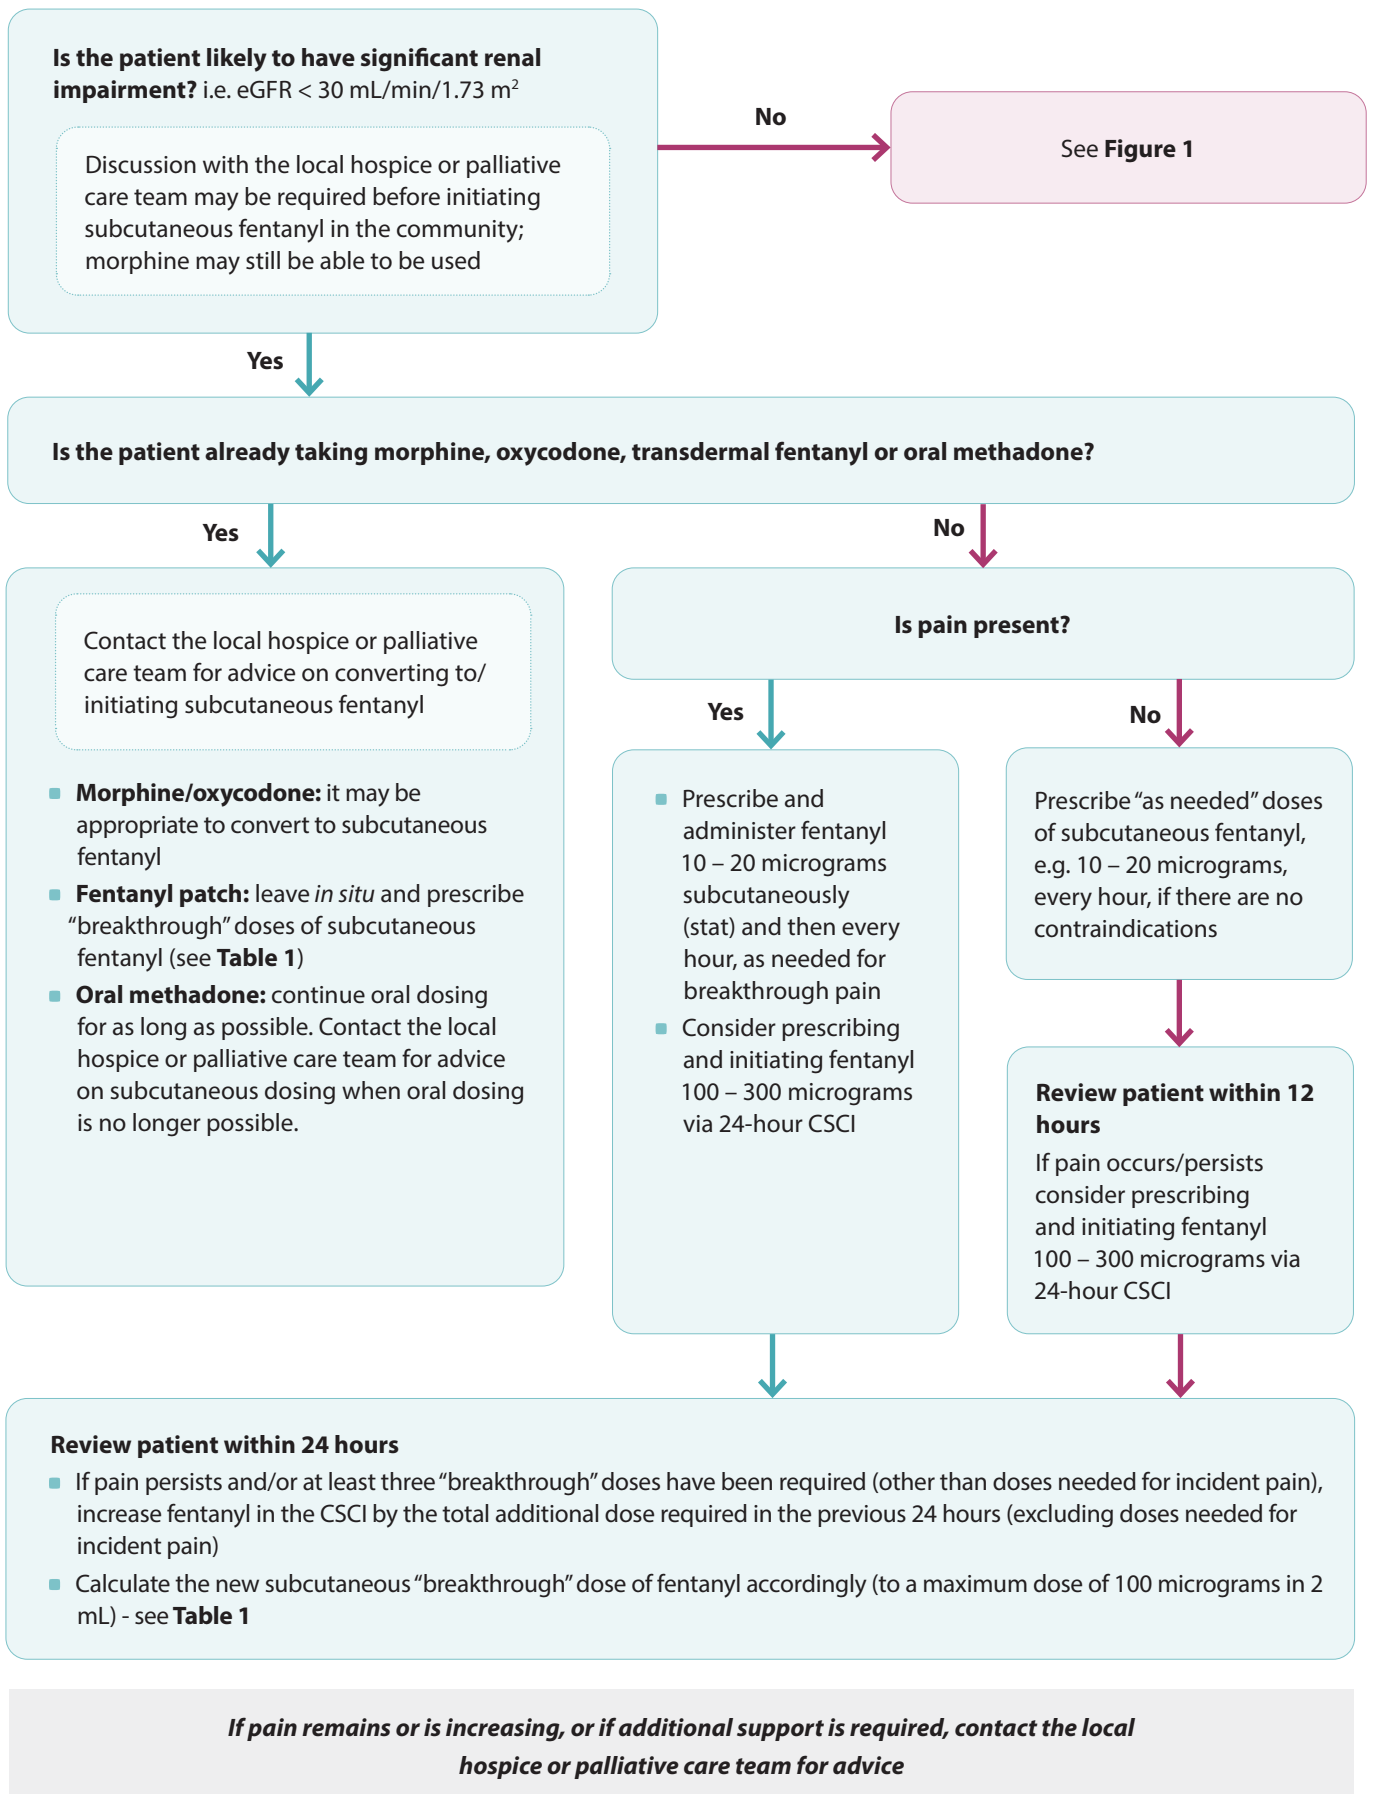 Is the patient likely to have significant renal
impairment? i.e. eGFR < 30 mL/min/1.73 m²
Discussion with the local hospice or palliative
care team may be required before initiating
subcutaneous fentanyl in the community;
morphine may still be able to be used
No
See Figure 1
Yes
Is the patient already taking morphine, oxycodone, transdermal fentanyl or oral methadone?
Yes
No
Contact the local hospice or palliative
care team for advice on converting to/
initiating subcutaneous fentanyl
Morphine/oxycodone: it may be
appropriate to convert to subcutaneous
fentanyl
Fentanyl patch: leave in situ and prescribe
“breakthrough” doses of subcutaneous
fentanyl (see Table 1)
Oral methadone: continue oral dosing
for as long as possible. Contact the local
hospice or palliative care team for advice
on subcutaneous dosing when oral dosing
is no longer possible.
Is pain present?
Yes
No
Prescribe and
administer fentanyl
10 – 20 micrograms
subcutaneously
(stat) and then every
hour, as needed for
breakthrough pain
Consider prescribing
and initiating fentanyl
100 – 300 micrograms
via 24-hour CSCI
Prescribe “as needed” doses
of subcutaneous fentanyl,
e.g. 10 – 20 micrograms,
every hour, if there are no
contraindications
Review patient within 12
hours
If pain occurs/persists
consider prescribing
and initiating fentanyl
100 – 300 micrograms via
24-hour CSCI
Review patient within 24 hours
If pain persists and/or at least three “breakthrough” doses have been required (other than doses needed for incident pain),
increase fentanyl in the CSCI by the total additional dose required in the previous 24 hours (excluding doses needed for
incident pain)
Calculate the new subcutaneous “breakthrough” dose of fentanyl accordingly (to a maximum dose of 100 micrograms in 2
mL) - see Table 1
If pain remains or is increasing, or if additional support is required, contact the local
hospice or palliative care team for advice